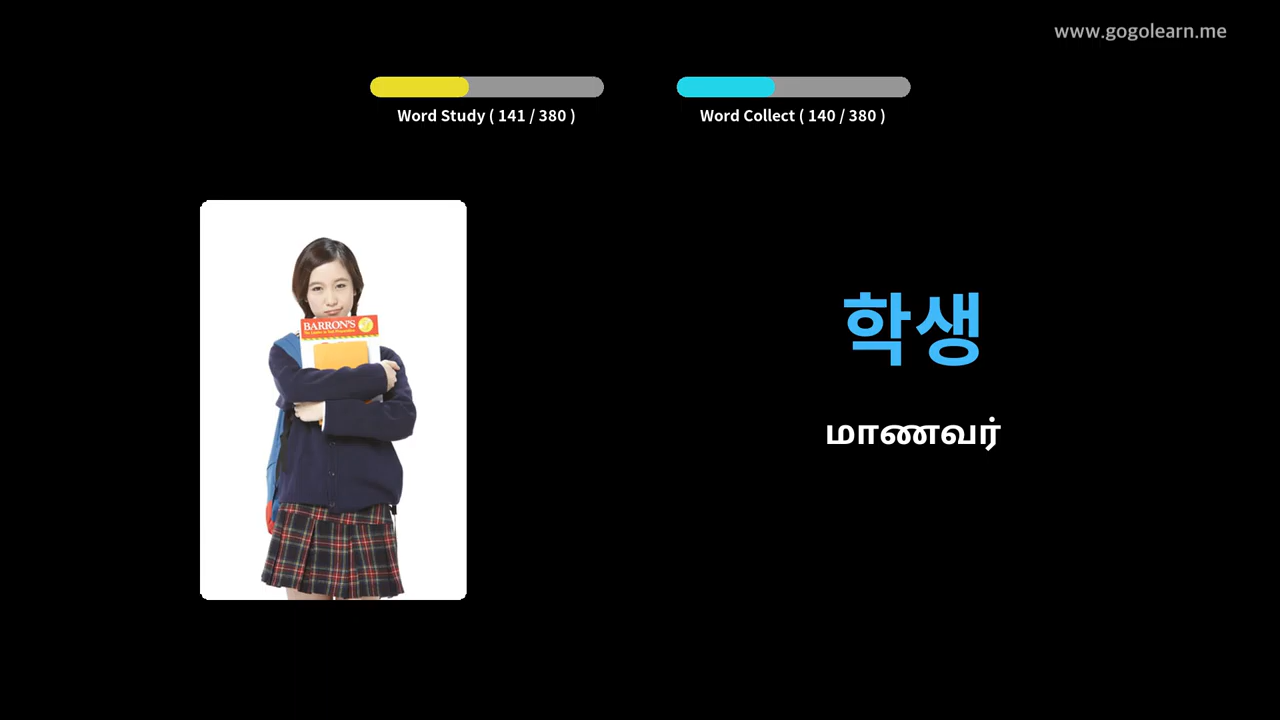 www.gogolearn.me
Word Study ( 141 / 380 )
Word Collect ( 140 / 380 )
BARRON'S
학생
மாணவர்